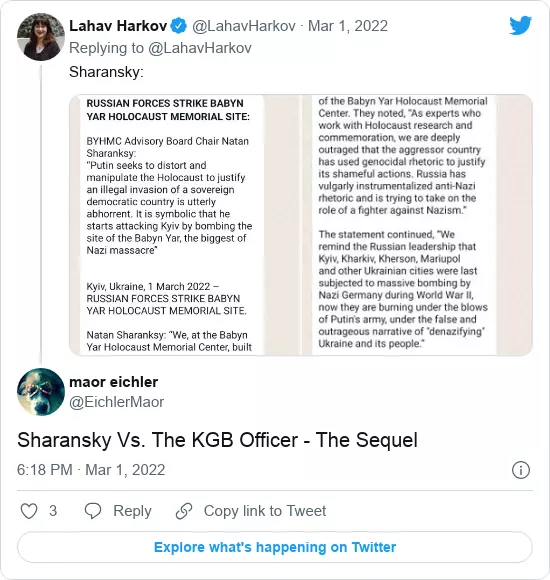 Lahav Harkov @LahavHarkov · Mar 1, 2022
Replying to @LahavHarkov
Sharansky:
RUSSIAN FORCES STRIKE BABYN
YAR HOLOCAUST MEMORIAL SITE:
BYHMC Advisory Board Chair Natan
Sharanksy:
“Putin seeks to distort and
manipulate the Holocaust to justify
an illegal invasion of a sovereign
democratic country is utterly
abhorrent. It is symbolic that he
starts attacking Kyiv by bombing the
site of the Babyn Yar, the biggest of
Nazi massacre”
Kyiv, Ukraine, 1 March 2022 –
RUSSIAN FORCES STRIKE BABYN
YAR HOLOCAUST MEMORIAL SITE.
Natan Sharansky: “We, at the Babyn
Yar Holocaust Memorial Center, built
of the Babyn Yar Holocaust Memorial
Center. They noted, “As experts who
work with Holocaust research and
commemoration, we are deeply
outraged that the aggressor country
has used genocidal rhetoric to justify
its shameful actions. Russia has
vulgarly instrumentalized anti-Nazi
rhetoric and is trying to take on the
role of a fighter against Nazism.”
The statement continued, “We
remind the Russian leadership that
Kyiv, Kharkiv, Kherson, Mariupol
and other Ukrainian cities were last
subjected to massive bombing by
Nazi Germany during World War II,
now they are burning under the blows
of Putin's army, under the false and
outrageous narrative of "denazifying"
Ukraine and its people.”
maor eichler
@EichlerMaor
Sharansky Vs. The KGB Officer - The Sequel
6:18 PM · Mar 1, 2022
3 Reply Copy link to Tweet
Explore what's happening on Twitter